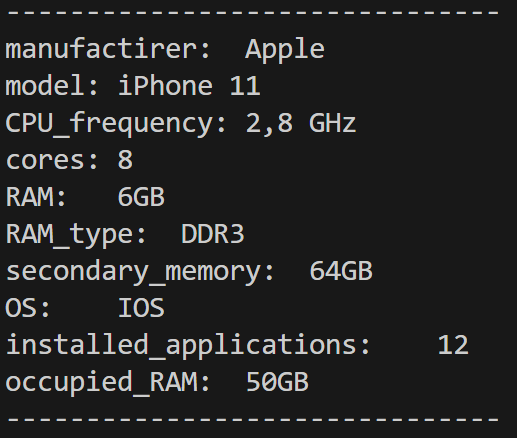 -------------------------------
manufactirer:  Apple
model: iPhone 11
CPU_frequency: 2,8 GHz
cores: 8
RAM:   6GB
RAM_type:  DDR3
secondary_memory:  64GB
OS:    IOS
installed_applications:    12
occupied_RAM:  50GB
-------------------------------